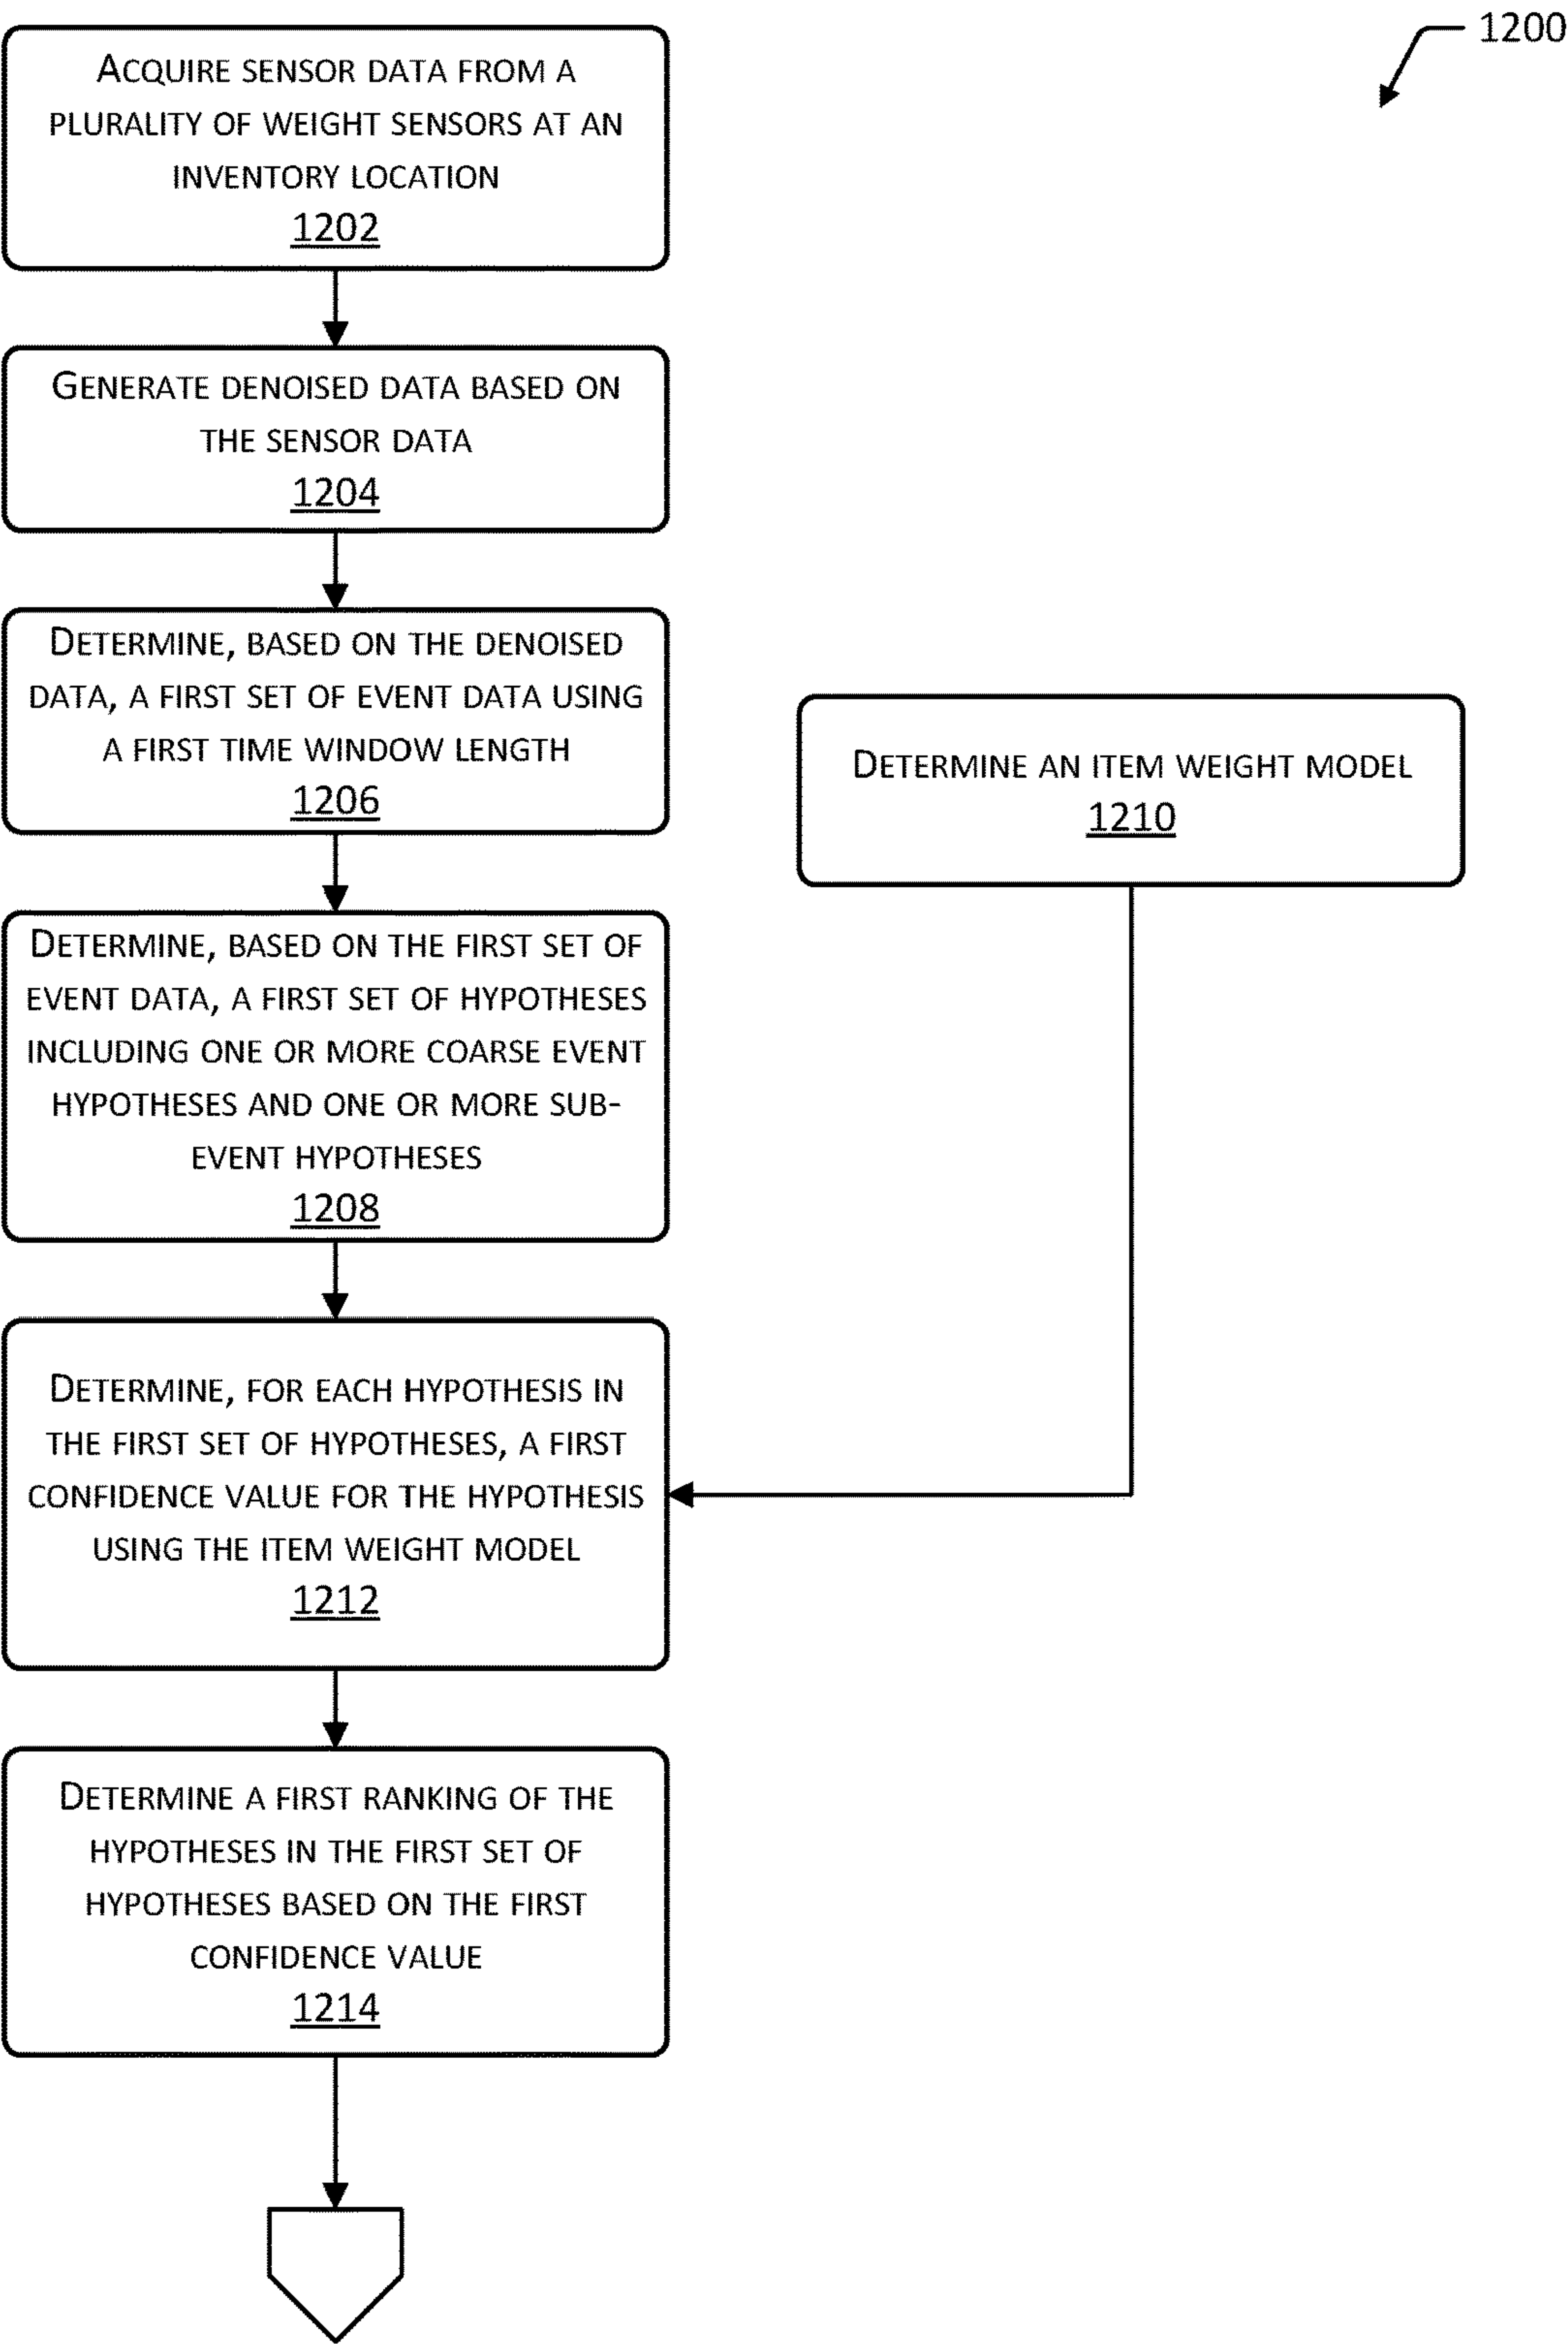 1200
ACQUIRE SENSOR DATA FROM A
PLURALITY OF WEIGHT SENSORS AT AN
INVENTORY LOCATION
1202
GENERATE DENOISED DATA BASED ON
THE SENSOR DATA
1204
DETERMINE, BASED ON THE DENOISED
DATA, A FIRST SET OF EVENT DATA USING
A FIRST TIME WINDOW LENGTH
1206
DETERMINE AN ITEM WEIGHT MODEL
1210
DETERMINE, BASED ON THE FIRST SET OF
EVENT DATA, A FIRST SET OF HYPOTHESES
INCLUDING ONE OR MORE COARSE EVENT
HYPOTHESES AND ONE OR MORE SUB-
EVENT HYPOTHESES
1208
DETERMINE, FOR EACH HYPOTHESIS IN
THE FIRST SET OF HYPOTHESES, A FIRST
CONFIDENCE VALUE FOR THE HYPOTHESIS
USING THE ITEM WEIGHT MODEL
1212
DETERMINE A FIRST RANKING OF THE
HYPOTHESES IN THE FIRST SET OF
HYPOTHESES BASED ON THE FIRST
CONFIDENCE VALUE
1214